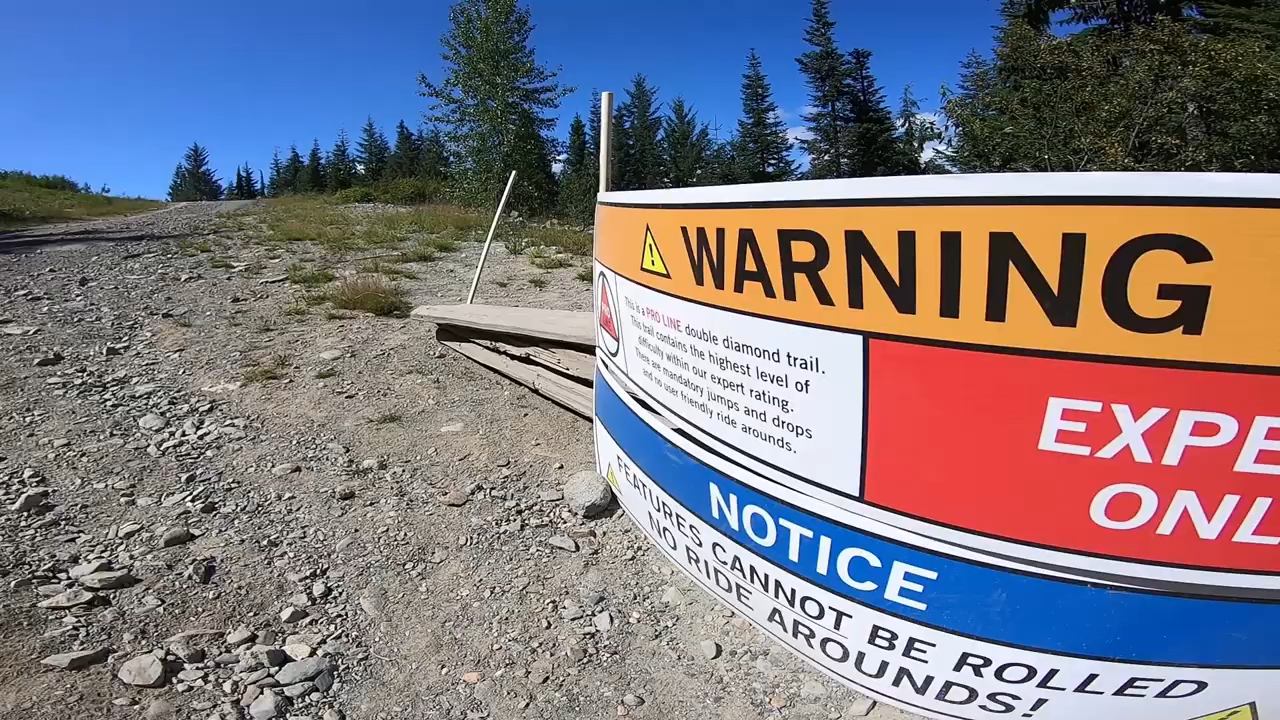 WARNING
This is a PRO LINE double diamond trail.
This trail contains the highest level of
difficulty within our expert rating.
There are mandatory jumps and drops
and no user friendly ride arounds.
EXPE
ONL
NOTICE
FEATURES CANNOT BE ROLLED
NO RIDE AROUNDS!